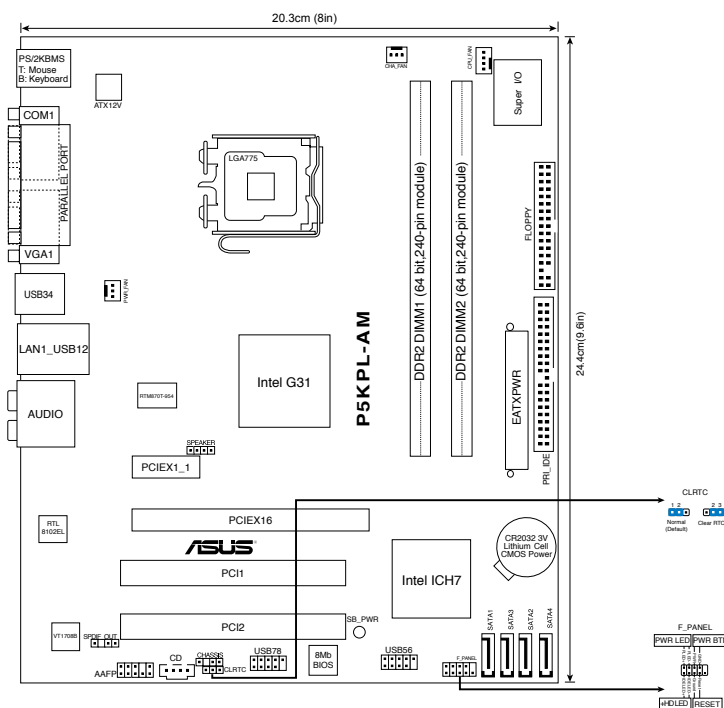 20.3cm (8in)
PS/2KBMS
T: Mouse
B: Keyboard
CHA_FAN
CPU_FAN
Super I/O
ATX12V
COM1
LGA775
PARALLEL PORT
DDR2 DIMM1 (64 bit,240-pin module)
DDR2 DIMM2 (64 bit,240-pin module)
FLOPPY
VGA1
USB34
PWR_FAN
24.4cm(9.6in)
LAN1_USB12
P5KPL-AM
EATXPWR
Intel G31
RTM870T-954
AUDIO
SPEAKER
PCIEX1_1
PRI_IDE
CLRTC
1 2
2 3
Normal
(Default)
Clear RTC
RTL
8102EL
PCIEX16
ASUS
CR2032 3V
Lithium Cell
CMOS Power
PCI1
Intel ICH7
PCI2
SB_PWR
SATA1
SATA3
SATA2
SATA4
VT1708B
SPDIF_OUT
F_PANEL
PWR LED
PWR BTN
AAFP
CD
CHASSIS
CLRTC
USB78
8Mb
BIOS
USB56
F_PANEL
+HDLED
RESET